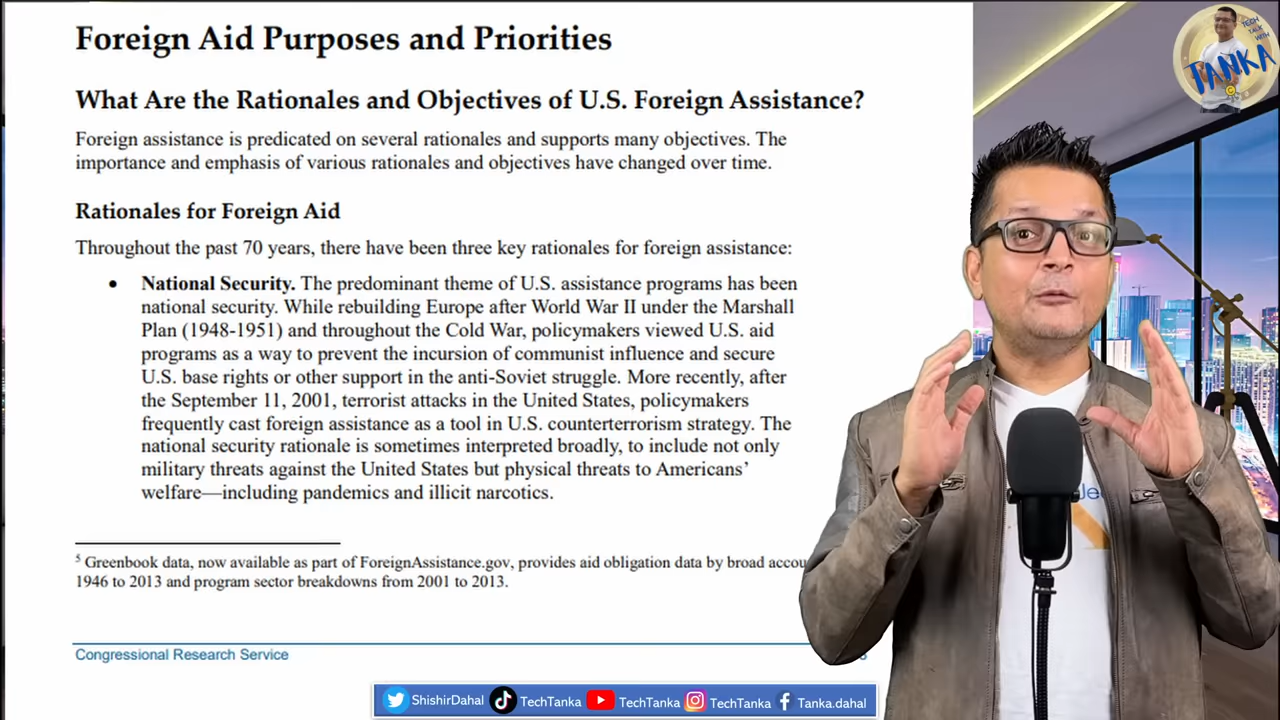 Foreign Aid Purposes and Priorities
What Are the Rationales and Objectives of U.S. Foreign Assistance?
Foreign assistance is predicated on several rationales and supports many objectives. The
importance and emphasis of various rationales and objectives have changed over time.
Rationales for Foreign Aid
Throughout the past 70 years, there have been three key rationales for foreign assistance:
• National Security. The predominant theme of U.S. assistance programs has been
national security. While rebuilding Europe after World War II under the Marshall
Plan (1948-1951) and throughout the Cold War, policymakers viewed U.S. aid
programs as a way to prevent the incursion of communist influence and secure
U.S. base rights or other support in the anti-Soviet struggle. More recently, after
the September 11, 2001, terrorist attacks in the United States, policymakers
frequently cast foreign assistance as a tool in U.S. counterterrorism strategy. The
national security rationale is sometimes interpreted broadly, to include not only
military threats against the United States but physical threats to Americans’
welfare—including pandemics and illicit narcotics.
5 Greenbook data, now available as part of ForeignAssistance.gov, provides aid obligation data by broad
1946 to 2013 and program sector breakdowns from 2001 to 2013.
Congressional Research Service
TECH
TALK
WITH
TANKA
ShishirDahal TechTanka TechTanka TechTanka Tanka.dahal